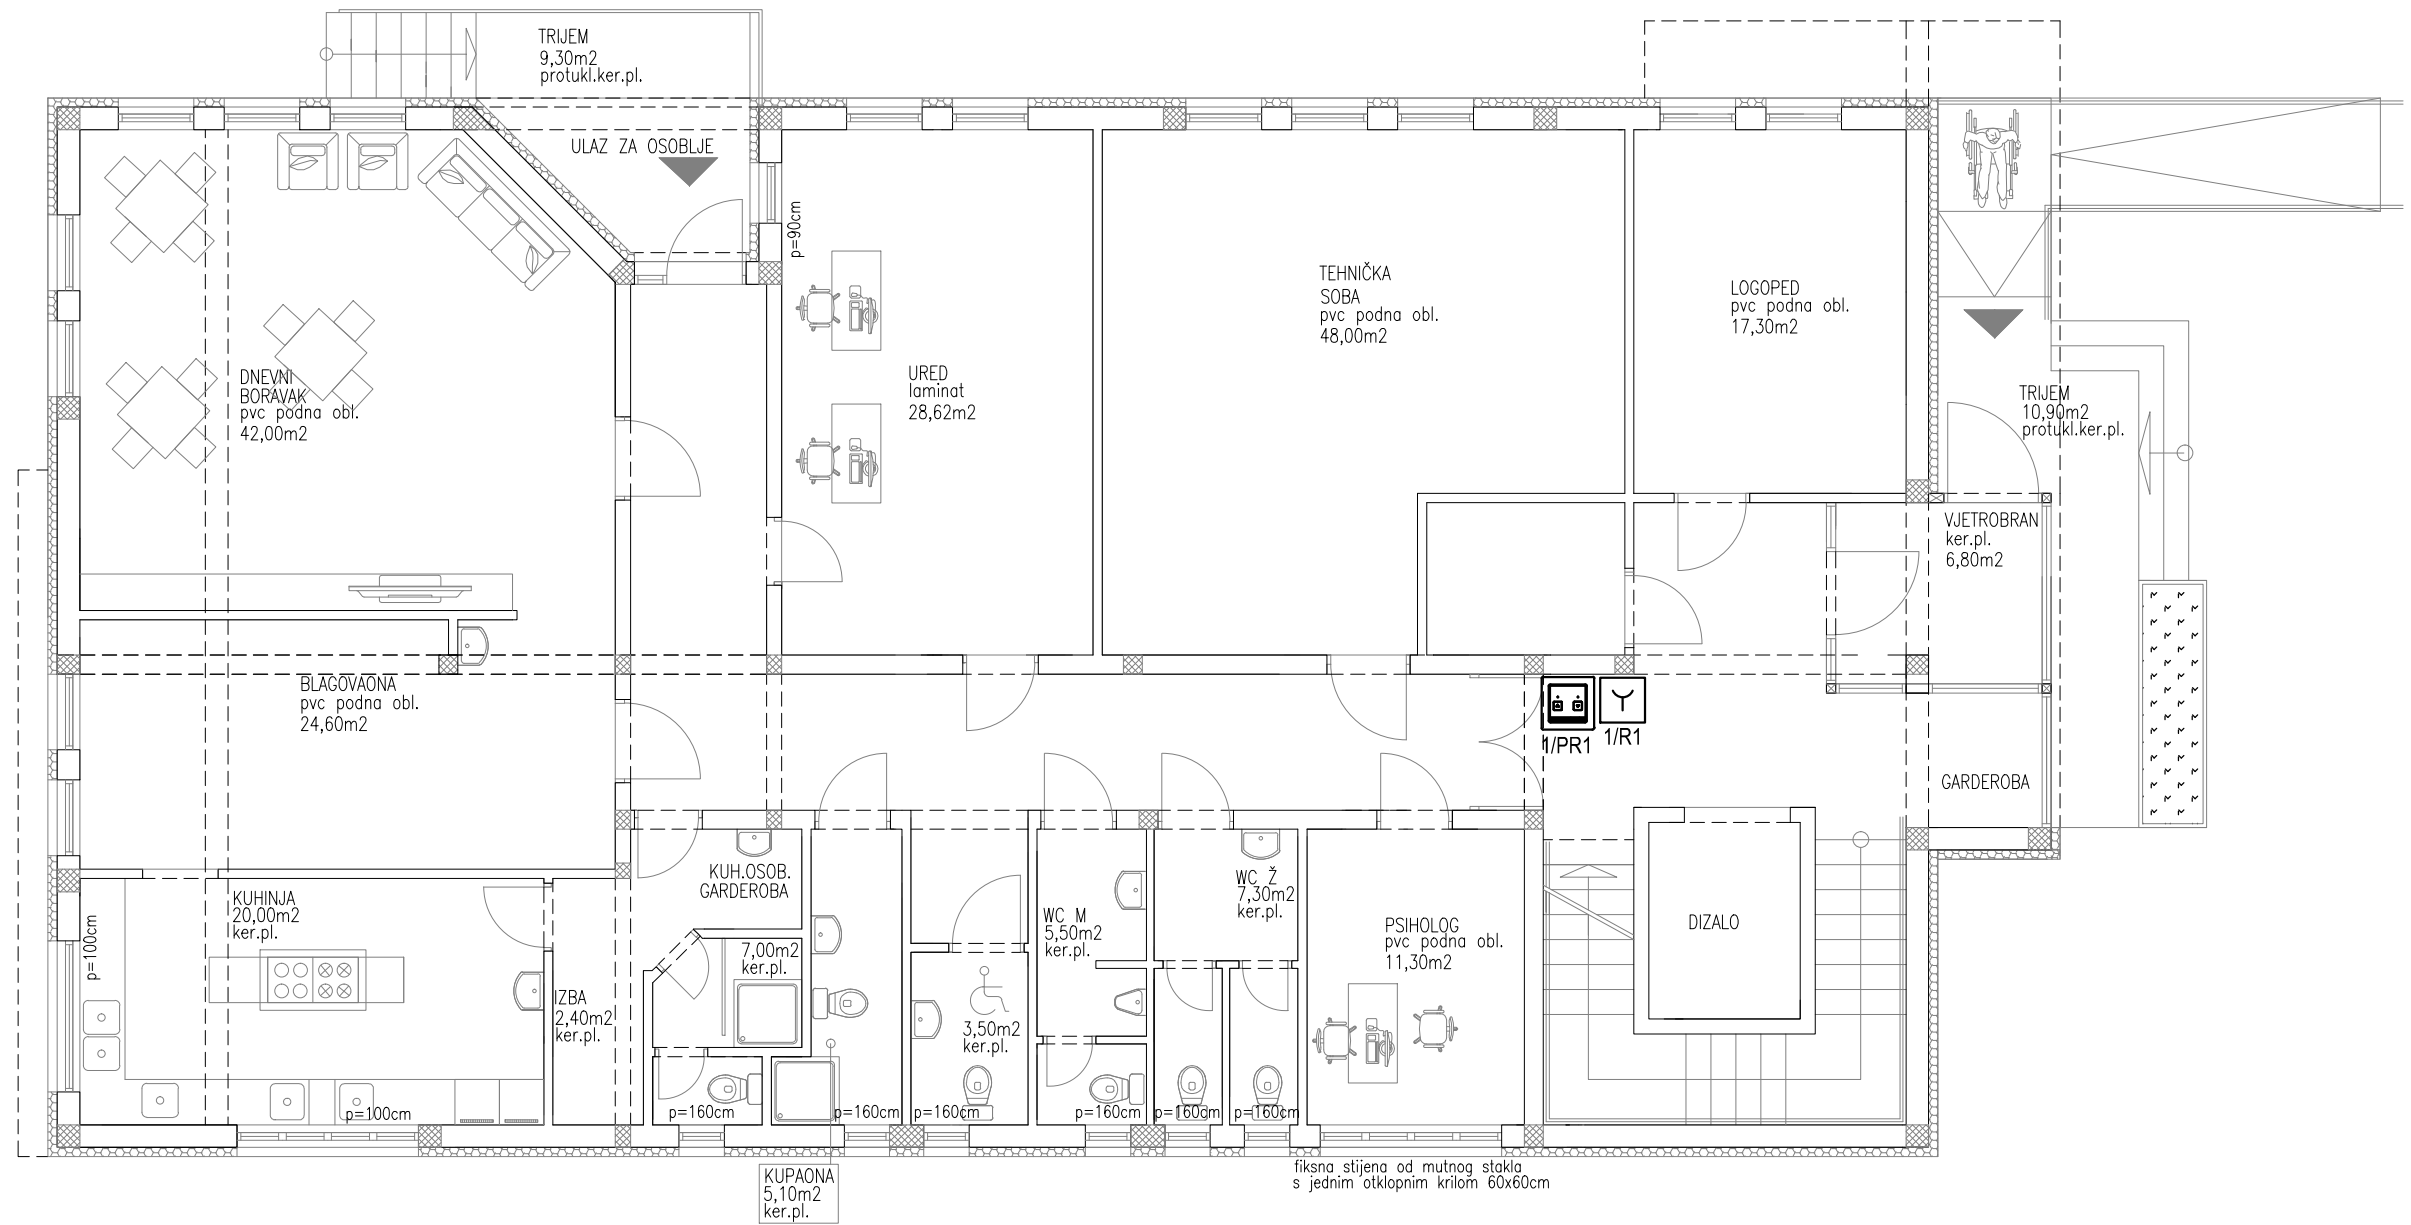 TRIJEM
9,30m2
protukl.ker.pl.
ULAZ ZA OSOBLJE
p=90cm
TEHNIČKA
SOBA
pvc podna obl.
48,00m2
LOGOPED
pvc podna obl.
17,30m2
DNEVNI
BORAVAK
pvc podna obl.
42,00m2
URED
laminat
28,62m2
TRIJEM
10,90m2
protukl.ker.pl.
VJETROBRAN
ker.pl.
6,80m2
BLAGOVAONA
pvc podna obl.
24,60m2
1/PR1
1/R1
GARDEROBA
KUHINJA
20,00m2
ker.pl.
p=100cm
KUH.OSOB.
GARDEROBA
7,00m2
ker.pl.
IZBA
2,40m2
ker.pl.
3,50m2
ker.pl.
WC M
5,50m2
ker.pl.
WC Ž
7,30m2
ker.pl.
PSIHOLOG
pvc podna obl.
11,30m2
DIZALO
p=100cm
p=160cm
p=160cm
p=160cm
p=160cm
p=160cm
p=160cm
KUPAONA
5,10m2
ker.pl.
fiksna stijena od mutnog stakla
s jednim otklopnim krilom 60x60cm